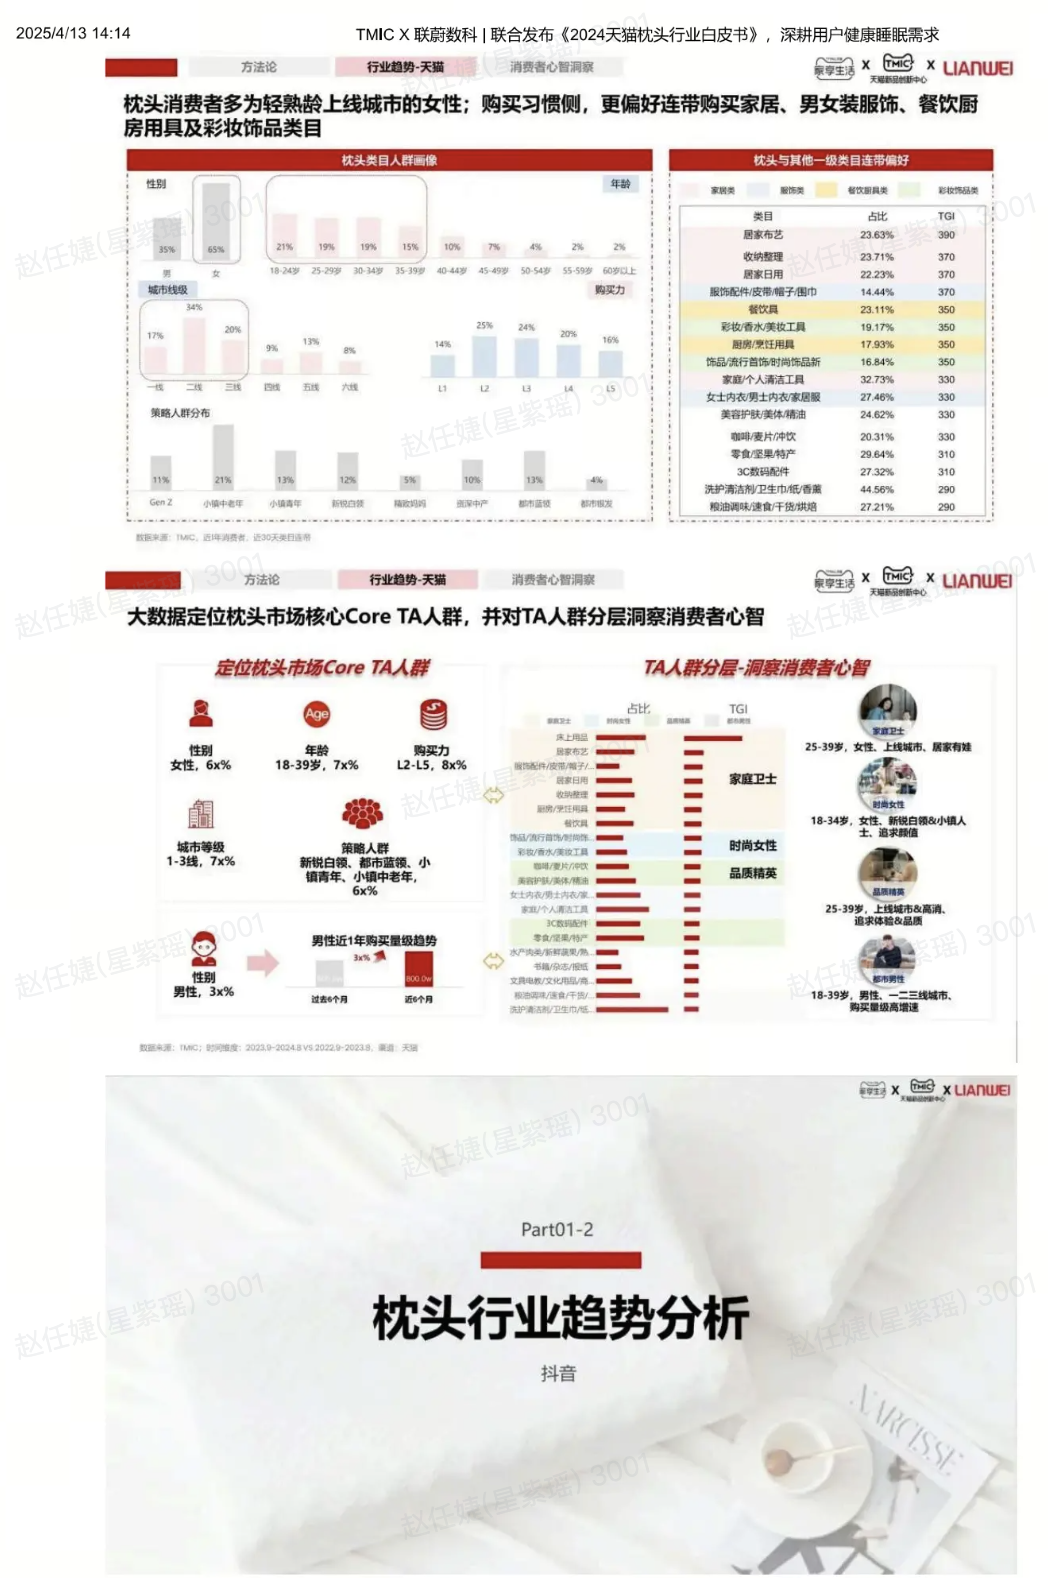 2025/4/13 14:14
TMIC X 联蔚数科 | 联合发布《2024天猫枕头行业白皮书》，深耕用户健康睡眠需求
方法论
行业趋势-天猫
消费者心智洞察
家享生活 X TMIC 天猫新品创新中心 X LIANWEI
枕头消费者多为轻熟龄上线城市的女性；购买习惯侧，更偏好连带购买家居、男女装服饰、餐饮厨
房用具及彩妆饰品类目
枕头类目人群画像
性别
35% 65%
男 女
年龄
21% 19% 19% 15% 10% 7% 4% 2% 2%
18-24岁 25-29岁 30-34岁 35-39岁 40-44岁 45-49岁 50-54岁 55-59岁 60岁以上
城市线级
17% 34% 20% 9% 13% 8%
一线 二线 三线 四线 五线 六线
购买力
14% 25% 24% 20% 16%
L1 L2 L3 L4 L5
策略人群分布
11% 21% 13% 12% 5% 10% 13% 4%
Gen Z 小镇中老年 小镇青年 新锐白领 精致妈妈 资深中产 都市蓝领 都市银发
枕头与其他一级类目连带偏好
家居类 服饰类 餐饮厨具类 彩妆饰品类
类目 占比 TGI
居家布艺 23.63% 390
收纳整理 23.71% 370
居家日用 22.23% 370
服饰配件/皮带/帽子/围巾 14.44% 370
餐饮具 23.11% 350
彩妆/香水/美妆工具 19.17% 350
厨房/烹饪用具 17.93% 350
饰品/流行首饰/时尚饰品新 16.84% 350
家庭/个人清洁工具 32.73% 330
女士内衣/男士内衣/家居服 27.46% 330
美容护肤/美体/精油 24.62% 330
咖啡/麦片/冲饮 20.31% 330
零食/坚果/特产 29.64% 310
3C数码配件 27.32% 310
洗护清洁剂/卫生巾/纸/香薰 44.56% 290
粮油调味/速食/干货/烘焙 27.21% 290
数据来源：TMIC，近1年消费者，近30天类目连带
方法论
行业趋势-天猫
消费者心智洞察
家享生活 X TMIC 天猫新品创新中心 X LIANWEI
大数据定位枕头市场核心Core TA人群，并对TA人群分层洞察消费者心智
定位枕头市场Core TA人群
性别
女性，6x%
Age
年龄
18-39岁，7x%
购买力
L2-L5，8x%
城市等级
1-3线，7x%
策略人群
新锐白领、都市蓝领、小
镇青年、小镇中老年，
6x%
性别
男性，3x%
男性近1年购买量级趋势
3x%
800.0w
过去6个月 近6个月
TA人群分层-洞察消费者心智
占比 TGI
家庭卫士 时尚女性 品质精英 都市男性
床上用品
居家布艺
服饰配件/皮带/帽子/...
居家日用
收纳整理
厨房/烹饪用具
餐饮具
饰品/流行首饰/时尚饰...
彩妆/香水/美妆工具
咖啡/麦片/冲饮
美容护肤/美体/精油
女士内衣/男士内衣/家...
家庭/个人清洁工具
3C数码配件
零食/坚果/特产
水产肉类/新鲜蔬果/熟...
书籍/杂志/报纸
文具电教/文化用品/商...
粮油调味/速食/干货/...
洗护清洁剂/卫生巾/纸...
家庭卫士
时尚女性
品质精英
家庭卫士
25-39岁，女性、上线城市、居家有娃
时尚女性
18-34岁，女性、新锐白领&小镇人
士、追求颜值
品质精英
25-39岁，上线城市&高消、
追求体验&品质
都市男性
18-39岁，男性、一二三线城市、
购买量级高增速
数据来源：TMIC；时间维度：2023.9-2024.8 VS 2022.9-2023.8，渠道：天猫
家享生活 X TMIC 天猫新品创新中心 X LIANWEI
Part01-2
枕头行业趋势分析
抖音
NARCISSE
赵任婕(星紫瑶) 3001